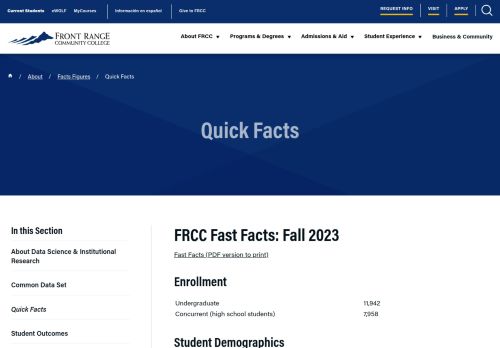 Current Students eWOLF MyCourses Información en español Give to FRCC REQUEST INFO VISIT APPLY
FRONT RANGE
COMMUNITY COLLEGE
About FRCC Programs & Degrees Admissions & Aid Student Experience Business & Community
/ About / Facts Figures / Quick Facts
Quick Facts
In this Section
About Data Science & Institutional
Research
Common Data Set
Quick Facts
Student Outcomes
FRCC Fast Facts: Fall 2023
Fast Facts (PDF version to print)
Enrollment
Undergraduate 11,942
Concurrent (high school students) 7,958
Student Demographics